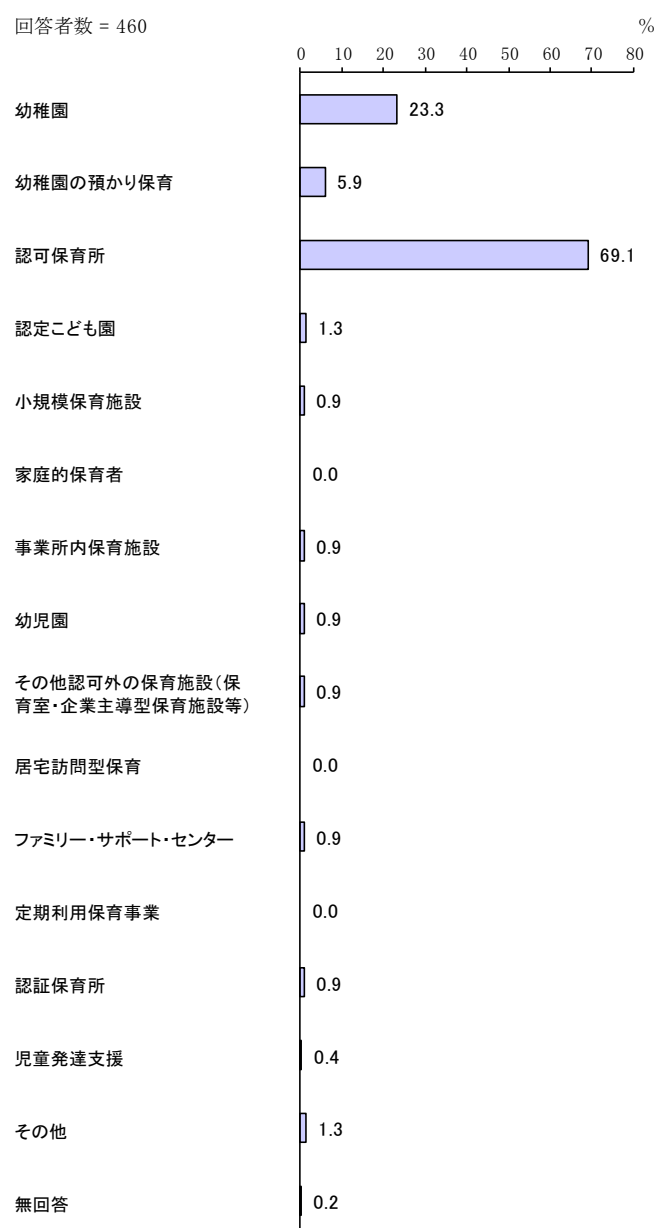 回答者数 = 460 %
0 10 20 30 40 50 60 70 80
幼稚園 23.3
幼稚園の預かり保育 5.9
認可保育所 69.1
認定こども園 1.3
小規模保育施設 0.9
家庭的保育者 0.0
事業所内保育施設 0.9
幼児園 0.9
その他認可外の保育施設(保
育室・企業主導型保育施設等) 0.9
居宅訪問型保育 0.0
ファミリー・サポート・センター 0.9
定期利用保育事業 0.0
認証保育所 0.9
児童発達支援 0.4
その他 1.3
無回答 0.2